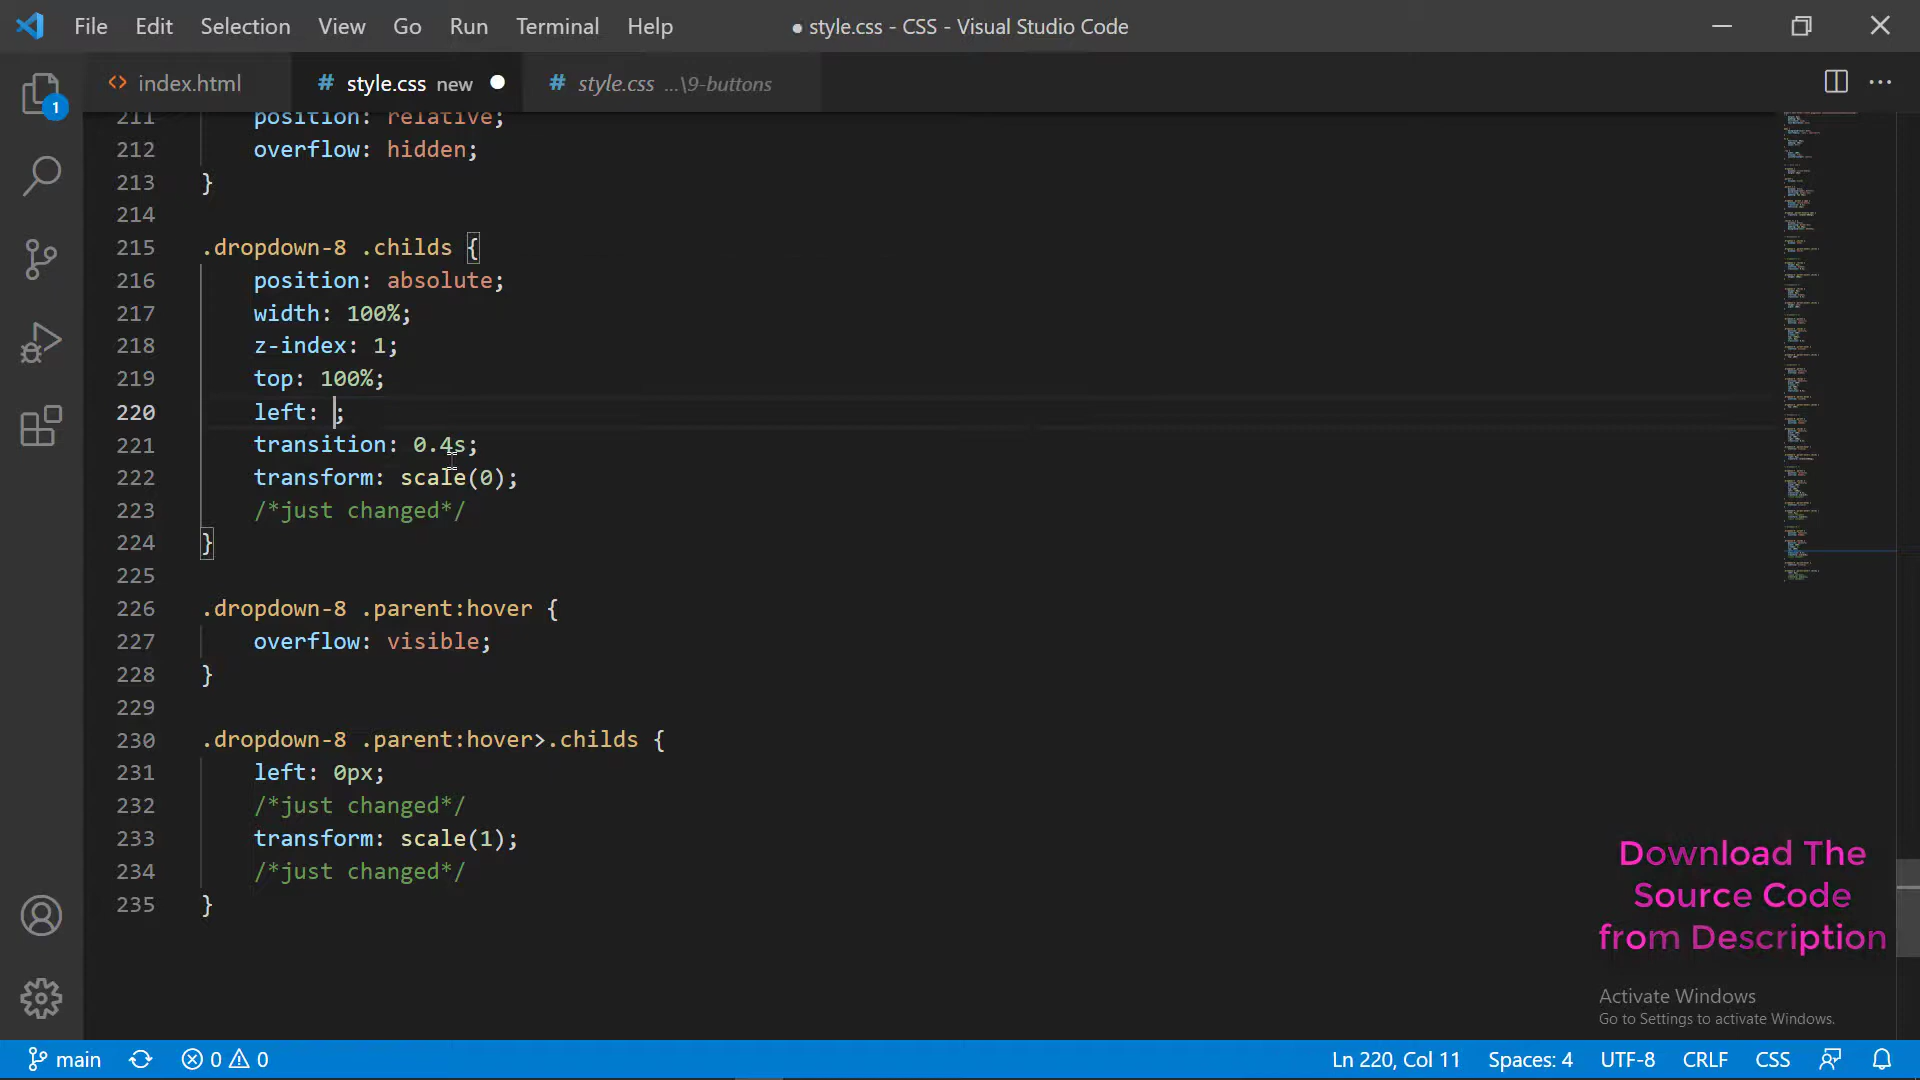 File Edit Selection View Go Run Terminal Help ● style.css - CSS - Visual Studio Code
<> index.html # style.css new ● # style.css ...\9-buttons
1
211 position: relative;
212 overflow: hidden;
213 }
214
215 .dropdown-8 .childs {
216 position: absolute;
217 width: 100%;
218 z-index: 1;
219 top: 100%;
220 left: ;
221 transition: 0.4s;
222 transform: scale(0);
223 /*just changed*/
224 }
225
226 .dropdown-8 .parent:hover {
227 overflow: visible;
228 }
229
230 .dropdown-8 .parent:hover>.childs {
231 left: 0px;
232 /*just changed*/
233 transform: scale(1);
234 /*just changed*/
235 }
Download The
Source Code
from Description
Activate Windows
Go to Settings to activate Windows.
main 0 0 Ln 220, Col 11 Spaces: 4 UTF-8 CRLF CSS